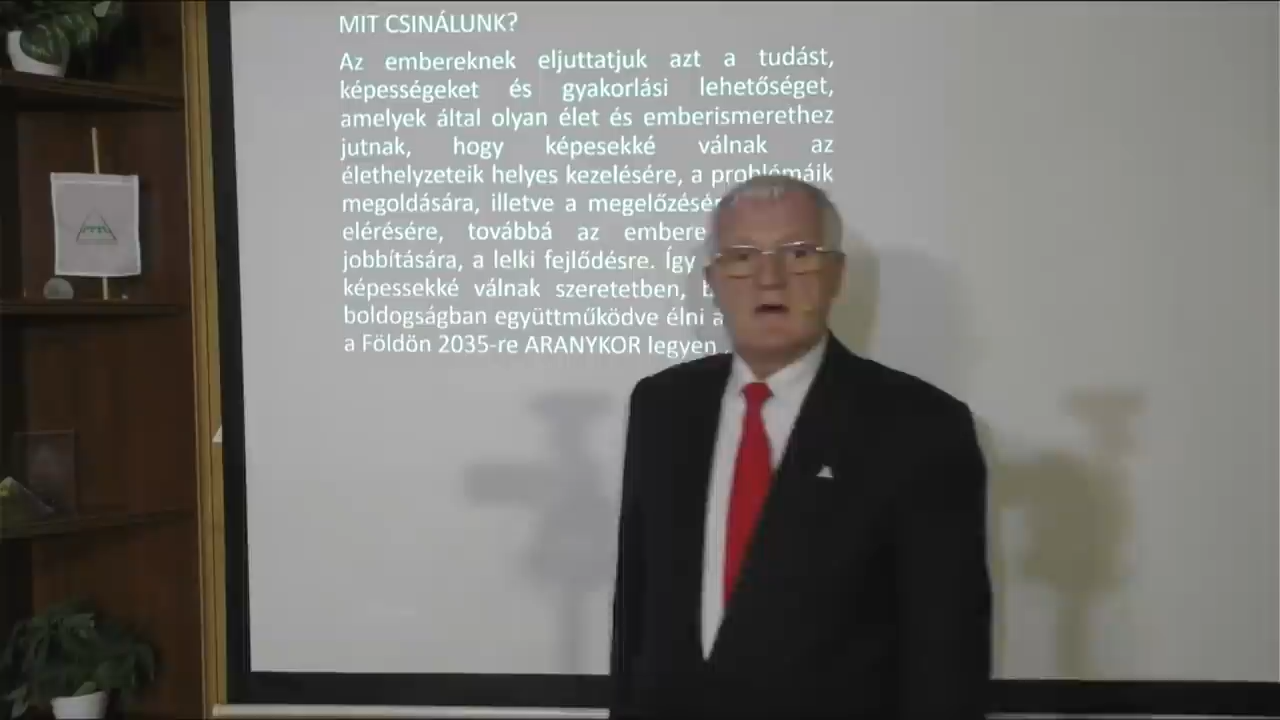 MIT CSINÁLUNK?
Az embereknek eljuttatjuk azt a tudást,
képességeket és gyakorlási lehetőséget,
amelyek által olyan élet és emberismerethez
jutnak, hogy képesekké válnak az
élethelyzeteik helyes kezelésére, a problémáik
megoldására, illetve a
elérésére, továbbá az
jobbítására, a lelki fejlődésre. Így
képessekké válnak szeretetben,
boldogságban együttműködve élni
a Földön 2035-re ARANYKOR legyen